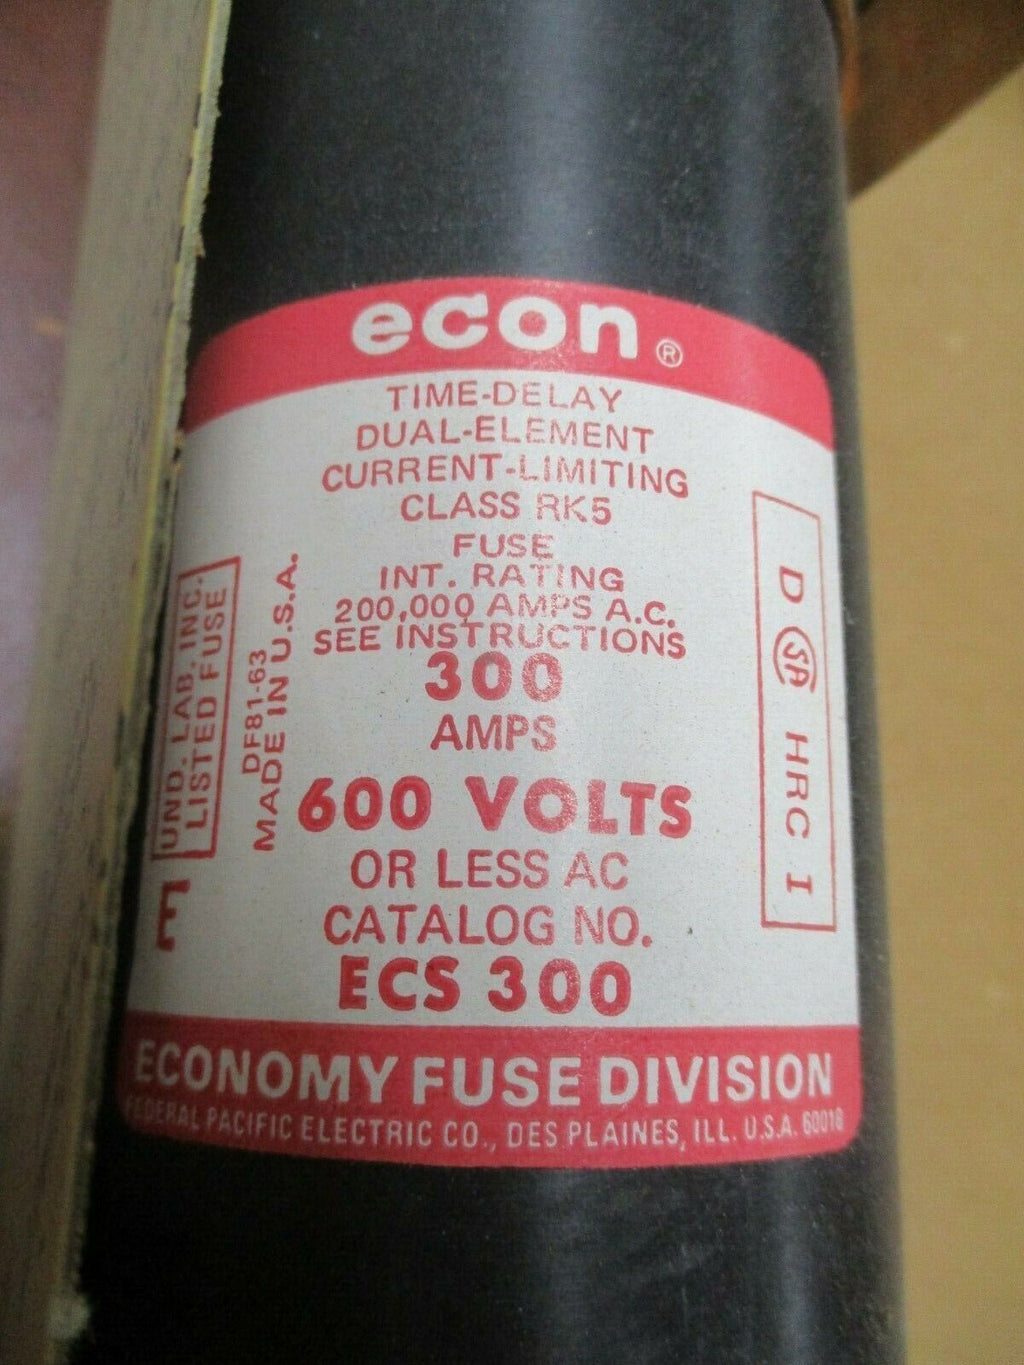 econ ®
TIME-DELAY
DUAL-ELEMENT
CURRENT-LIMITING
CLASS RK5
FUSE
INT. RATING
200,000 AMPS A.C.
SEE INSTRUCTIONS
300
AMPS
600 VOLTS
OR LESS AC
CATALOG NO.
ECS 300
UND. LAB. INC.
LISTED FUSE
DF81-63
MADE IN U.S.A.
E
D SA HRC I
ECONOMY FUSE DIVISION
FEDERAL PACIFIC ELECTRIC CO., DES PLAINES, ILL. U.S.A. 60018